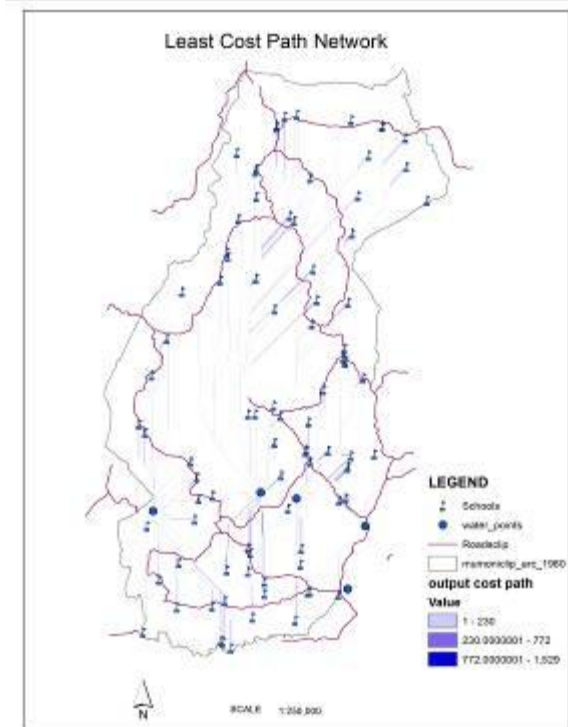 Least Cost Path Network
LEGEND
Schools
water_points
Roadsclip
mumoniclip_arc_1960
output cost path
Value
1 - 230
230.0000001 - 772
772.0000001 - 1,529
N
SCALE 1:250,000